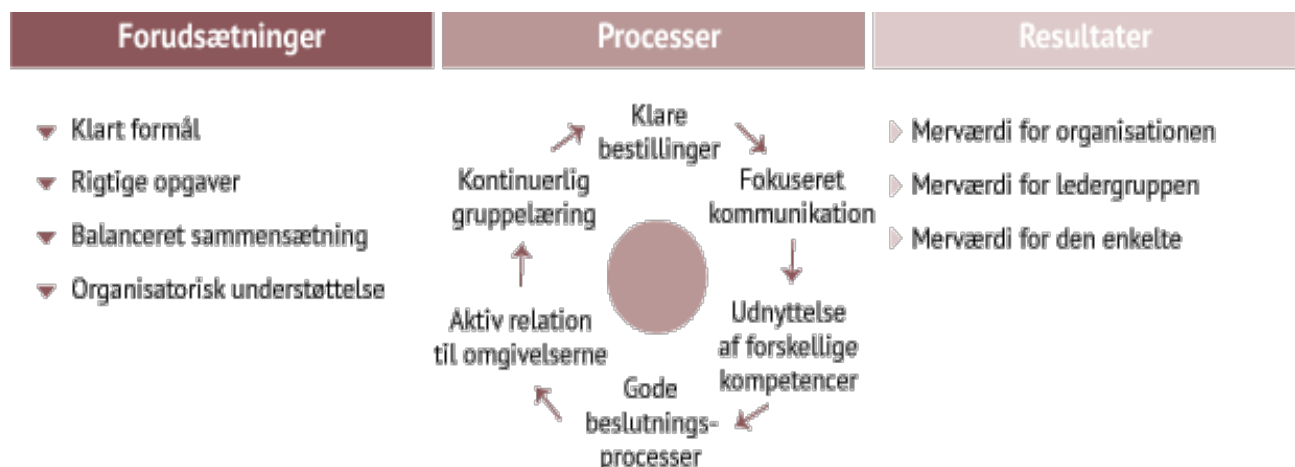 Forudsætninger
Processer
Resultater
Klart formål
Rigtige opgaver
Balanceret sammensætning
Organisatorisk understøttelse
Klare
bestillinger
Fokuseret
kommunikation
Udnyttelse
af forskellige
kompetencer
Gode
beslutnings-
processer
Aktiv relation
til omgivelserne
Kontinuerlig
gruppelæring
Merværdi for organisationen
Merværdi for ledergruppen
Merværdi for den enkelte